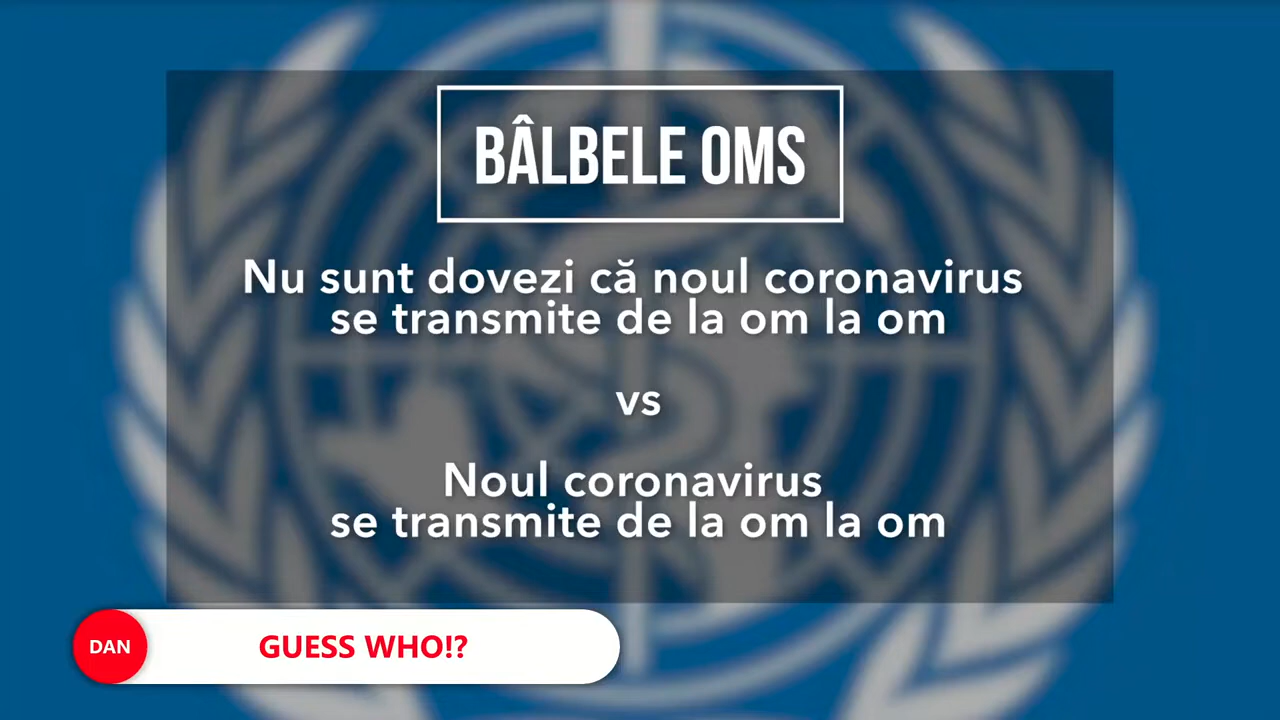 BÂLBELE OMS
Nu sunt dovezi că noul coronavirus
se transmite de la om la om
vs
Noul coronavirus
se transmite de la om la om
DAN
GUESS WHO!?